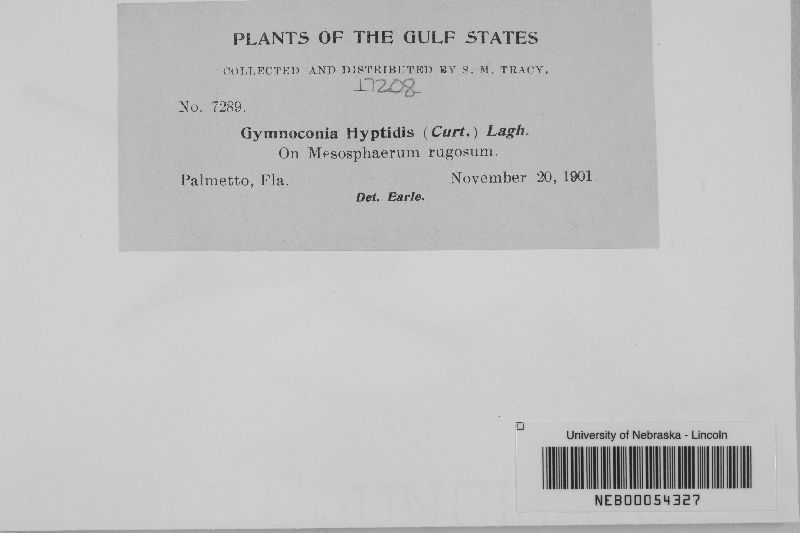 PLANTS OF THE GULF STATES
COLLECTED AND DISTRIBUTED BY S. M. TRACY.
17208
No. 7289.
Gymnoconia Hyptidis (Curt.) Lagh.
On Mesosphaerum rugosum.
Palmetto, Fla. November 20, 1901.
Det. Earle.
University of Nebraska - Lincoln
NEB00054327